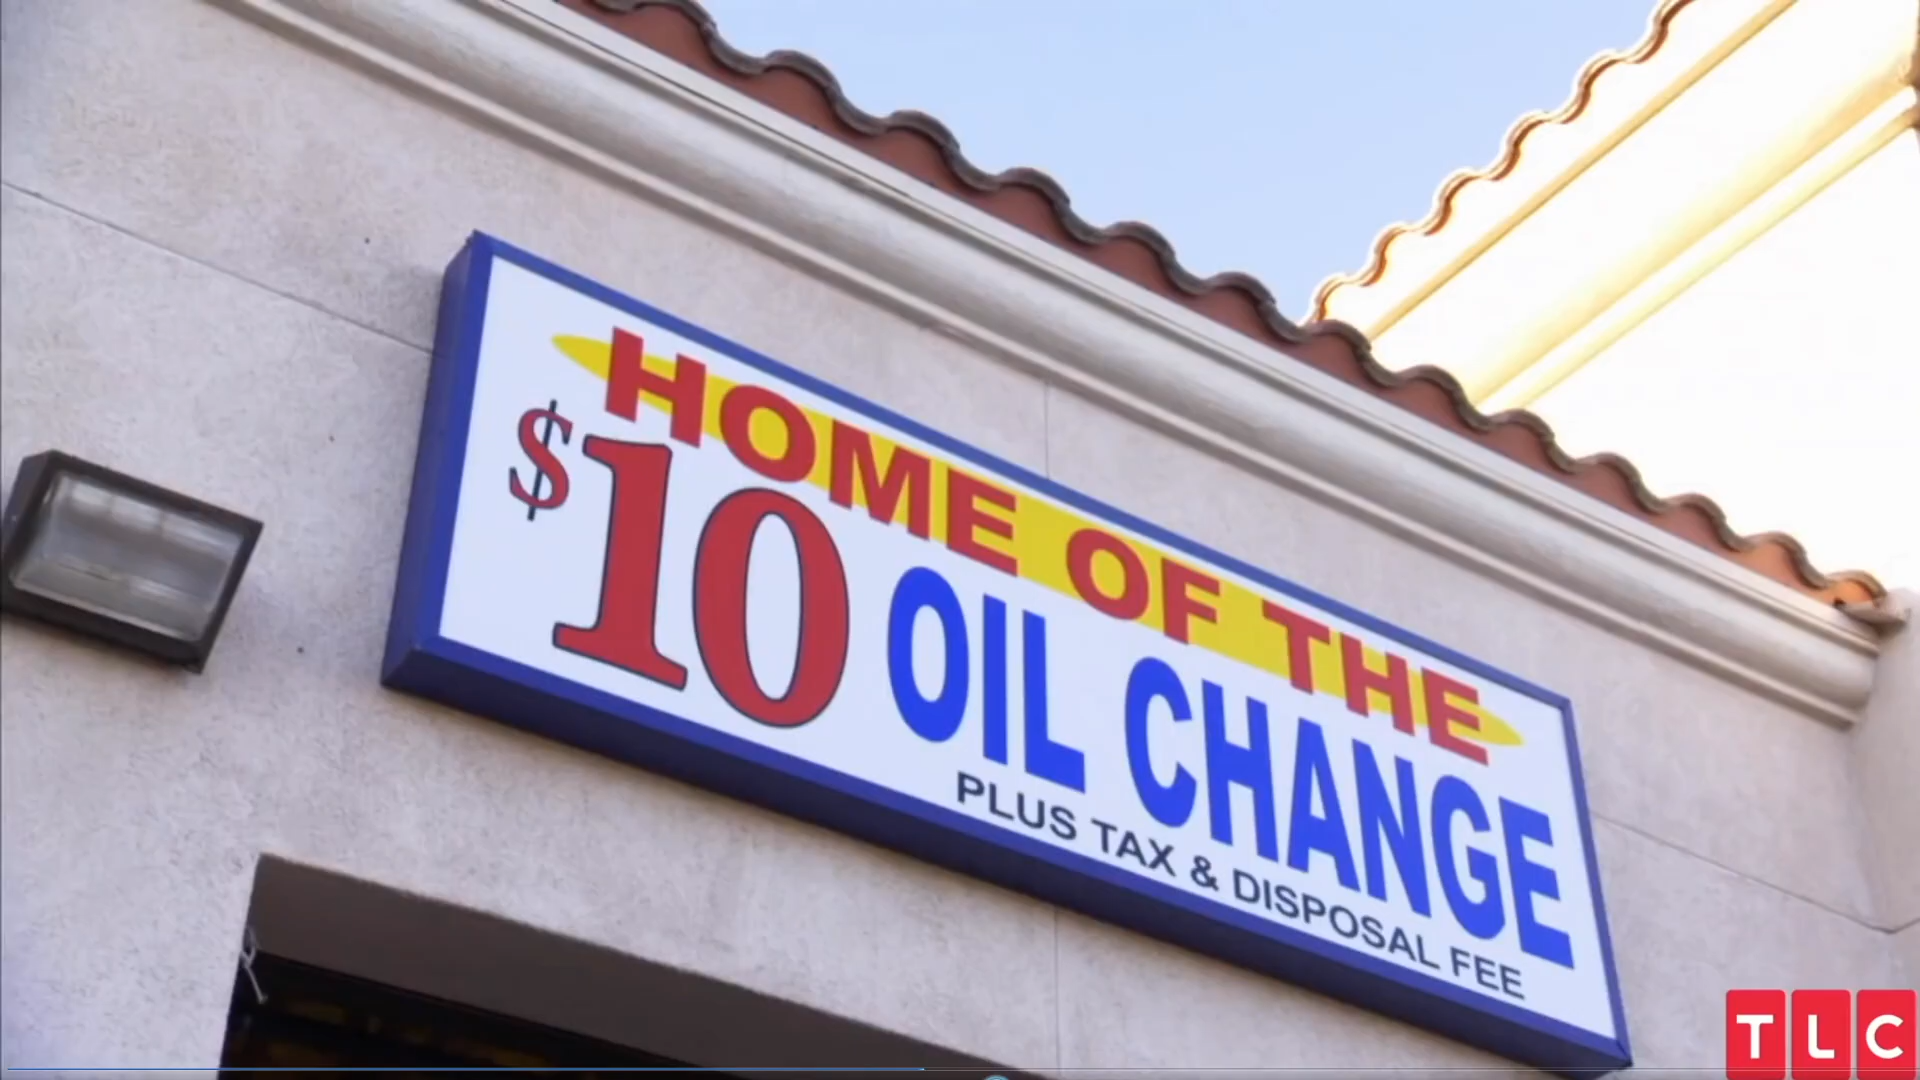 HOME OF THE
$10 OIL CHANGE
PLUS TAX & DISPOSAL FEE
TLC